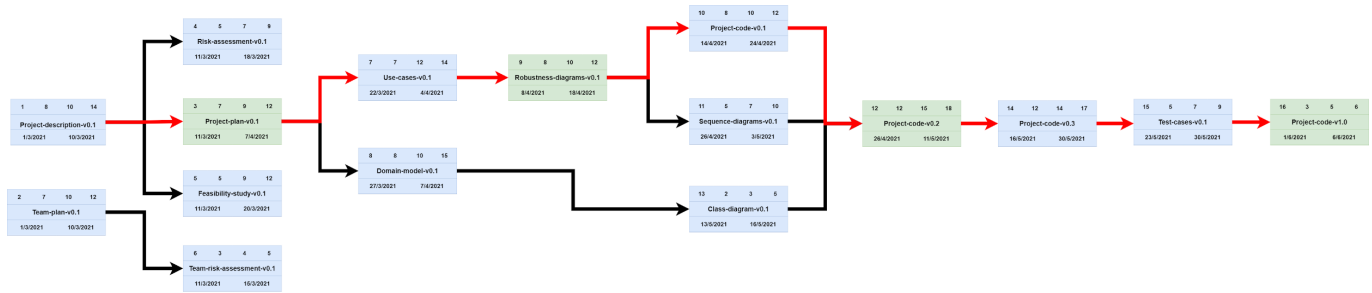 1 8 10 14
Project-description-v0.1
1/3/2021 10/3/2021
2 7 10 12
Team-plan-v0.1
1/3/2021 10/3/2021
4 5 7 9
Risk-assessment-v0.1
11/3/2021 18/3/2021
3 7 9 12
Project-plan-v0.1
11/3/2021 7/4/2021
5 5 9 12
Feasibility-study-v0.1
11/3/2021 20/3/2021
6 3 4 5
Team-risk-assessment-v0.1
11/3/2021 15/3/2021
7 7 12 14
Use-cases-v0.1
22/3/2021 4/4/2021
8 8 10 15
Domain-model-v0.1
27/3/2021 7/4/2021
9 8 10 12
Robustness-diagrams-v0.1
8/4/2021 18/4/2021
10 8 10 12
Project-code-v0.1
14/4/2021 24/4/2021
11 5 7 10
Sequence-diagrams-v0.1
26/4/2021 3/5/2021
13 2 3 5
Class-diagram-v0.1
13/5/2021 16/5/2021
12 12 15 18
Project-code-v0.2
26/4/2021 11/5/2021
14 12 14 17
Project-code-v0.3
16/5/2021 30/5/2021
15 5 7 9
Test-cases-v0.1
23/5/2021 30/5/2021
16 3 5 6
Project-code-v1.0
1/6/2021 6/6/2021